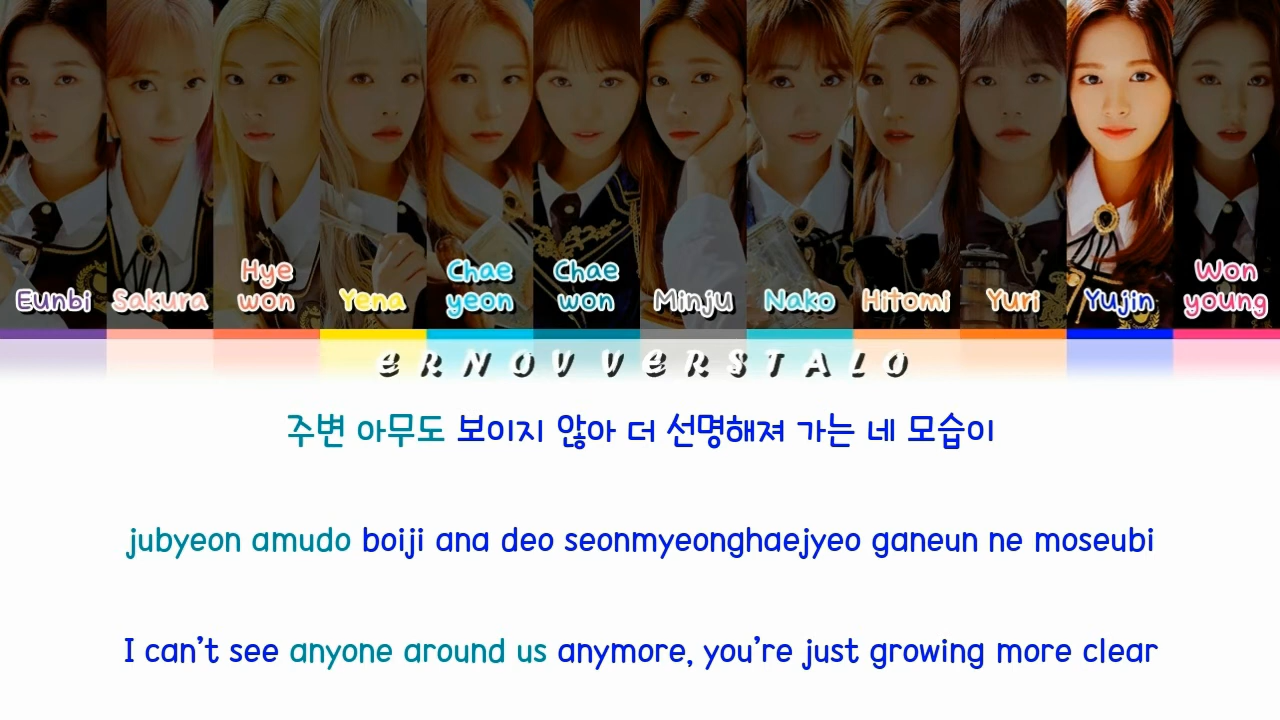 Eunbi Sakura Hye won Yena Chae yeon Chae won Minju Nako Hitomi Yuri Yujin Won young
ERNOV VERSTALO
주변 아무도 보이지 않아 더 선명해져 가는 네 모습이
jubyeon amudo boiji ana deo seonmyeonghaejyeo ganeun ne moseubi
I can't see anyone around us anymore, you're just growing more clear